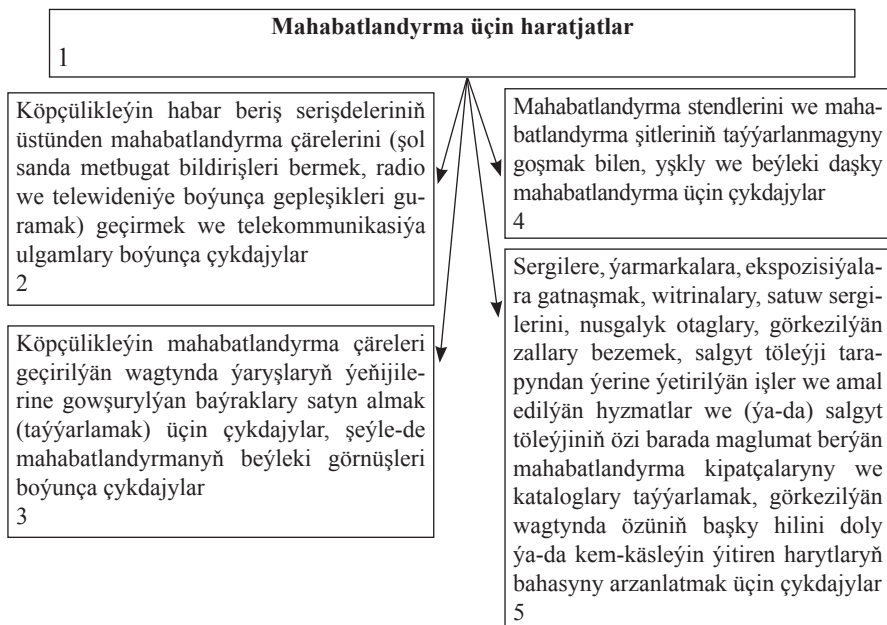 Mahabatlandyrma üçin haratjatlar
1
Köpçülikleýin habar beriş serişdeleriniň
üstünden mahabatlandyrma çärelerini (şol
sanda metbugat bildirişleri bermek, radio
we telewideniýe boýunça gepleşikleri gu-
ramak) geçirmek we telekommunikasiýa
ulgamlary boýunça çykdajylar
2
Köpçülikleýin mahabatlandyrma çäreleri
geçirilýän wagtynda ýaryşlaryň ýeňijile-
rine gowşurylýan baýraklary satyn almak
(taýýarlamak) üçin çykdajylar, şeýle-de
mahabatlandyrmanyň beýleki görnüşleri
boýunça çykdajylar
3
Mahabatlandyrma stendlerini we maha-
batlandyrma şitleriniň taýýarlanmagyny
goşmak bilen, yşkly we beýleki daşky
mahabatlandyrma üçin çykdajylar
4
Sergilere, ýarmarkalara, ekspozisiýala-
ra gatnaşmak, witrinalary, satuw sergi-
lerini, nusgalyk otaglary, görkezilýän
zallary bezemek, salgyt töleýji tara-
pyndan ýerine ýetirilýän işler we amal
edilýän hyzmatlar we (ýa-da) salgyt
töleýjiniň özi barada maglumat berýän
mahabatlandyrma kipatçalaryny we
kataloglary taýýarlamak, görkezilýän
wagtynda özüniň başky hilini doly
ýa-da kem-käsleýin ýitiren harytlaryň
bahasyny arzanlatmak üçin çykdajylar
5